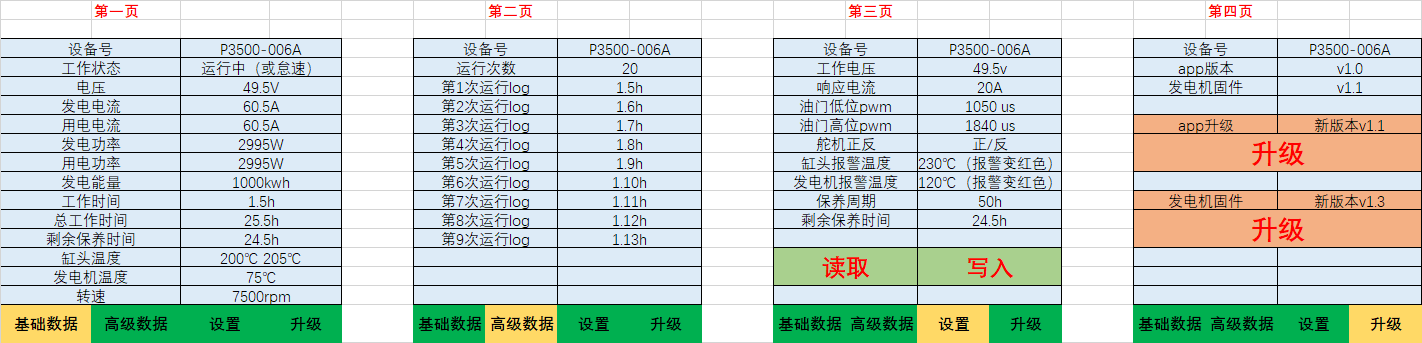 第一页
设备号 P3500-006A
工作状态 运行中（或怠速）
电压 49.5V
发电电流 60.5A
用电电流 60.5A
发电功率 2995W
用电功率 2995W
发电能量 1000kwh
工作时间 1.5h
总工作时间 25.5h
剩余保养时间 24.5h
缸头温度 200℃ 205℃
发电机温度 75℃
转速 7500rpm
基础数据 高级数据 设置 升级
第二页
设备号 P3500-006A
运行次数 20
第1次运行log 1.5h
第2次运行log 1.6h
第3次运行log 1.7h
第4次运行log 1.8h
第5次运行log 1.9h
第6次运行log 1.10h
第7次运行log 1.11h
第8次运行log 1.12h
第9次运行log 1.13h
基础数据 高级数据 设置 升级
第三页
设备号 P3500-006A
工作电压 49.5v
响应电流 20A
油门低位pwm 1050 us
油门高位pwm 1840 us
舵机正反 正/反
缸头报警温度 230℃（报警变红色）
发电机报警温度 120℃（报警变红色）
保养周期 50h
剩余保养时间 24.5h
读取 写入
基础数据 高级数据 设置 升级
第四页
设备号 P3500-006A
app版本 v1.0
发电机固件 v1.1
app升级 新版本v1.1
升级
发电机固件 新版本v1.3
升级
基础数据 高级数据 设置 升级